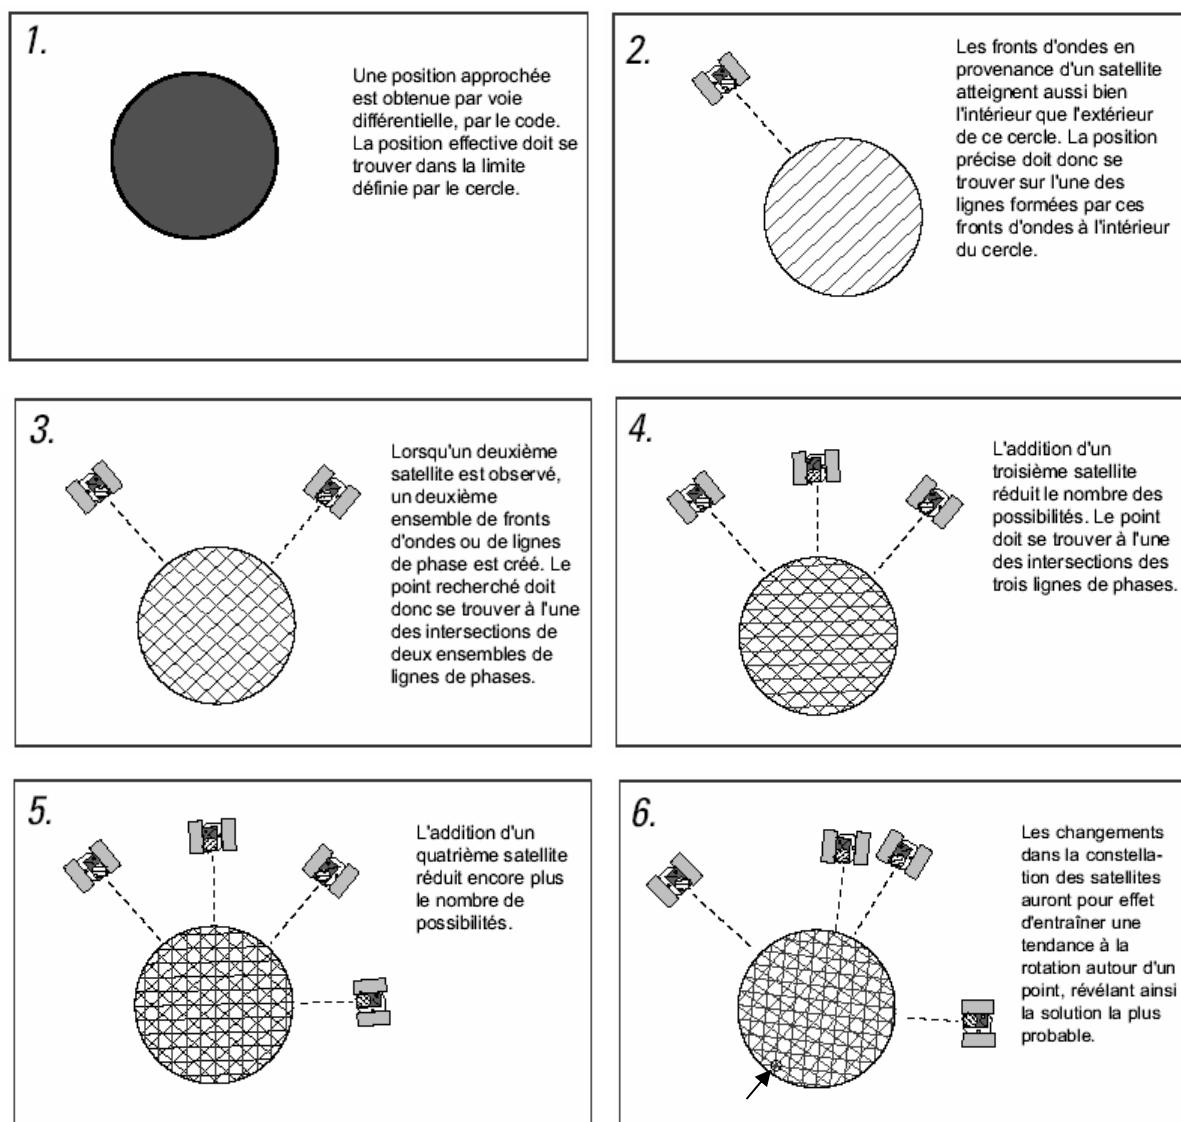 1.
Une position approchée
est obtenue par voie
différentielle, par le code.
La position effective doit se
trouver dans la limite
définie par le cercle.
2.
Les fronts d'ondes en
provenance d'un satellite
atteignent aussi bien
l'intérieur que l'extérieur
de ce cercle. La position
précise doit donc se
trouver sur l'une des
lignes formées par ces
fronts d'ondes à l'intérieur
du cercle.
3.
Lorsqu'un deuxième
satellite est observé,
un deuxième
ensemble de fronts
d'ondes ou de lignes
de phase est créé. Le
point recherché doit
donc se trouver à l'une
des intersections de
deux ensembles de
lignes de phases.
4.
L'addition d'un
troisième satellite
réduit le nombre des
possibilités. Le point
doit se trouver à l'une
des intersections des
trois lignes de phases.
5.
L'addition d'un
quatrième satellite
réduit encore plus
le nombre de
possibilités.
6.
Les changements
dans la constella-
tion des satellites
auront pour effet
d'entraîner une
tendance à la
rotation autour d'un
point, révélant ainsi
la solution la plus
probable.